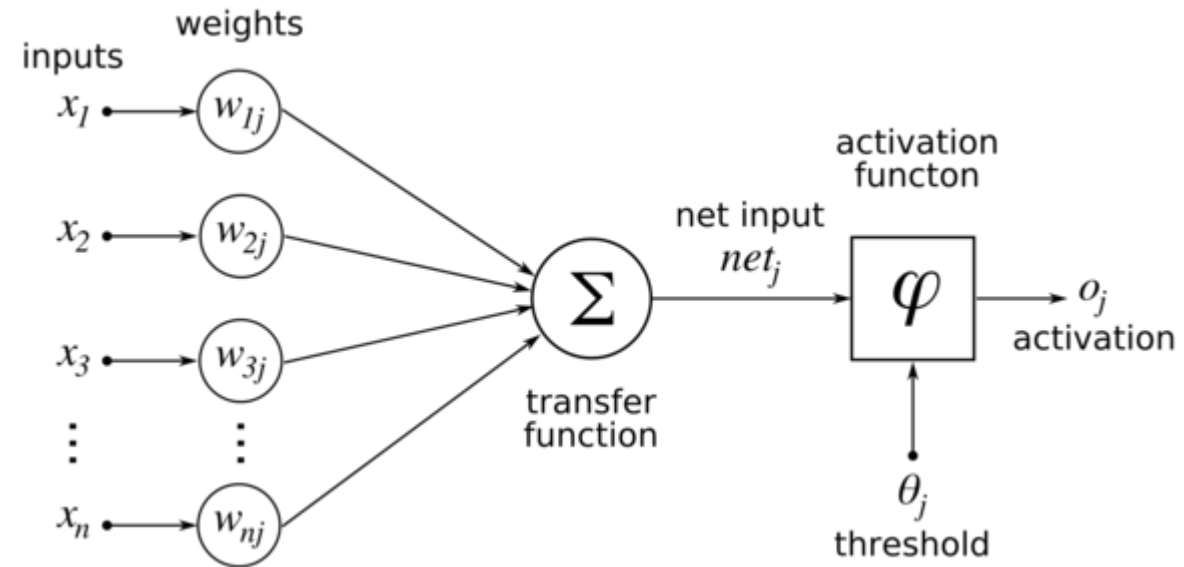 weights
inputs
x₁ w₁ⱼ
x₂ w₂ⱼ
x₃ w₃ⱼ
⋮ ⋮
xₙ wₙⱼ
Σ
transfer
function
net input
netⱼ
activation
functon
φ
oⱼ
activation
θⱼ
threshold